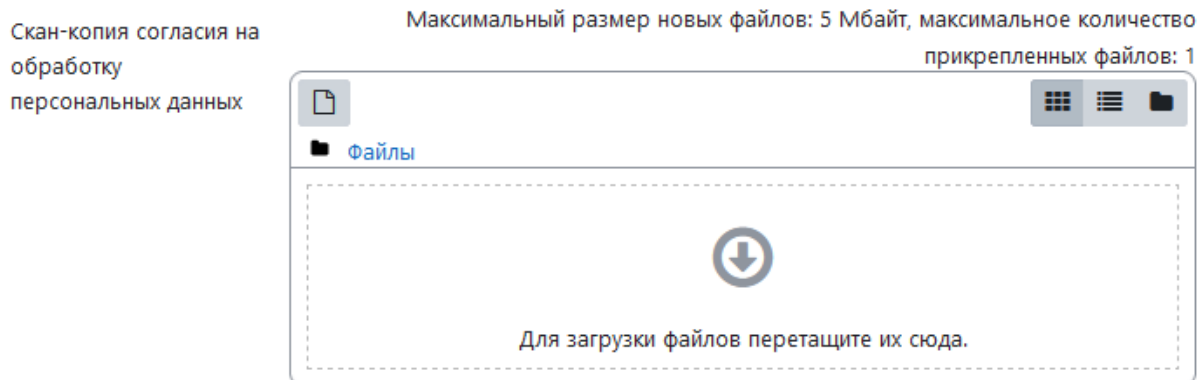 Скан-копия согласия на
обработку
персональных данных
Максимальный размер новых файлов: 5 Мбайт, максимальное количество
прикрепленных файлов: 1
Файлы
Для загрузки файлов перетащите их сюда.